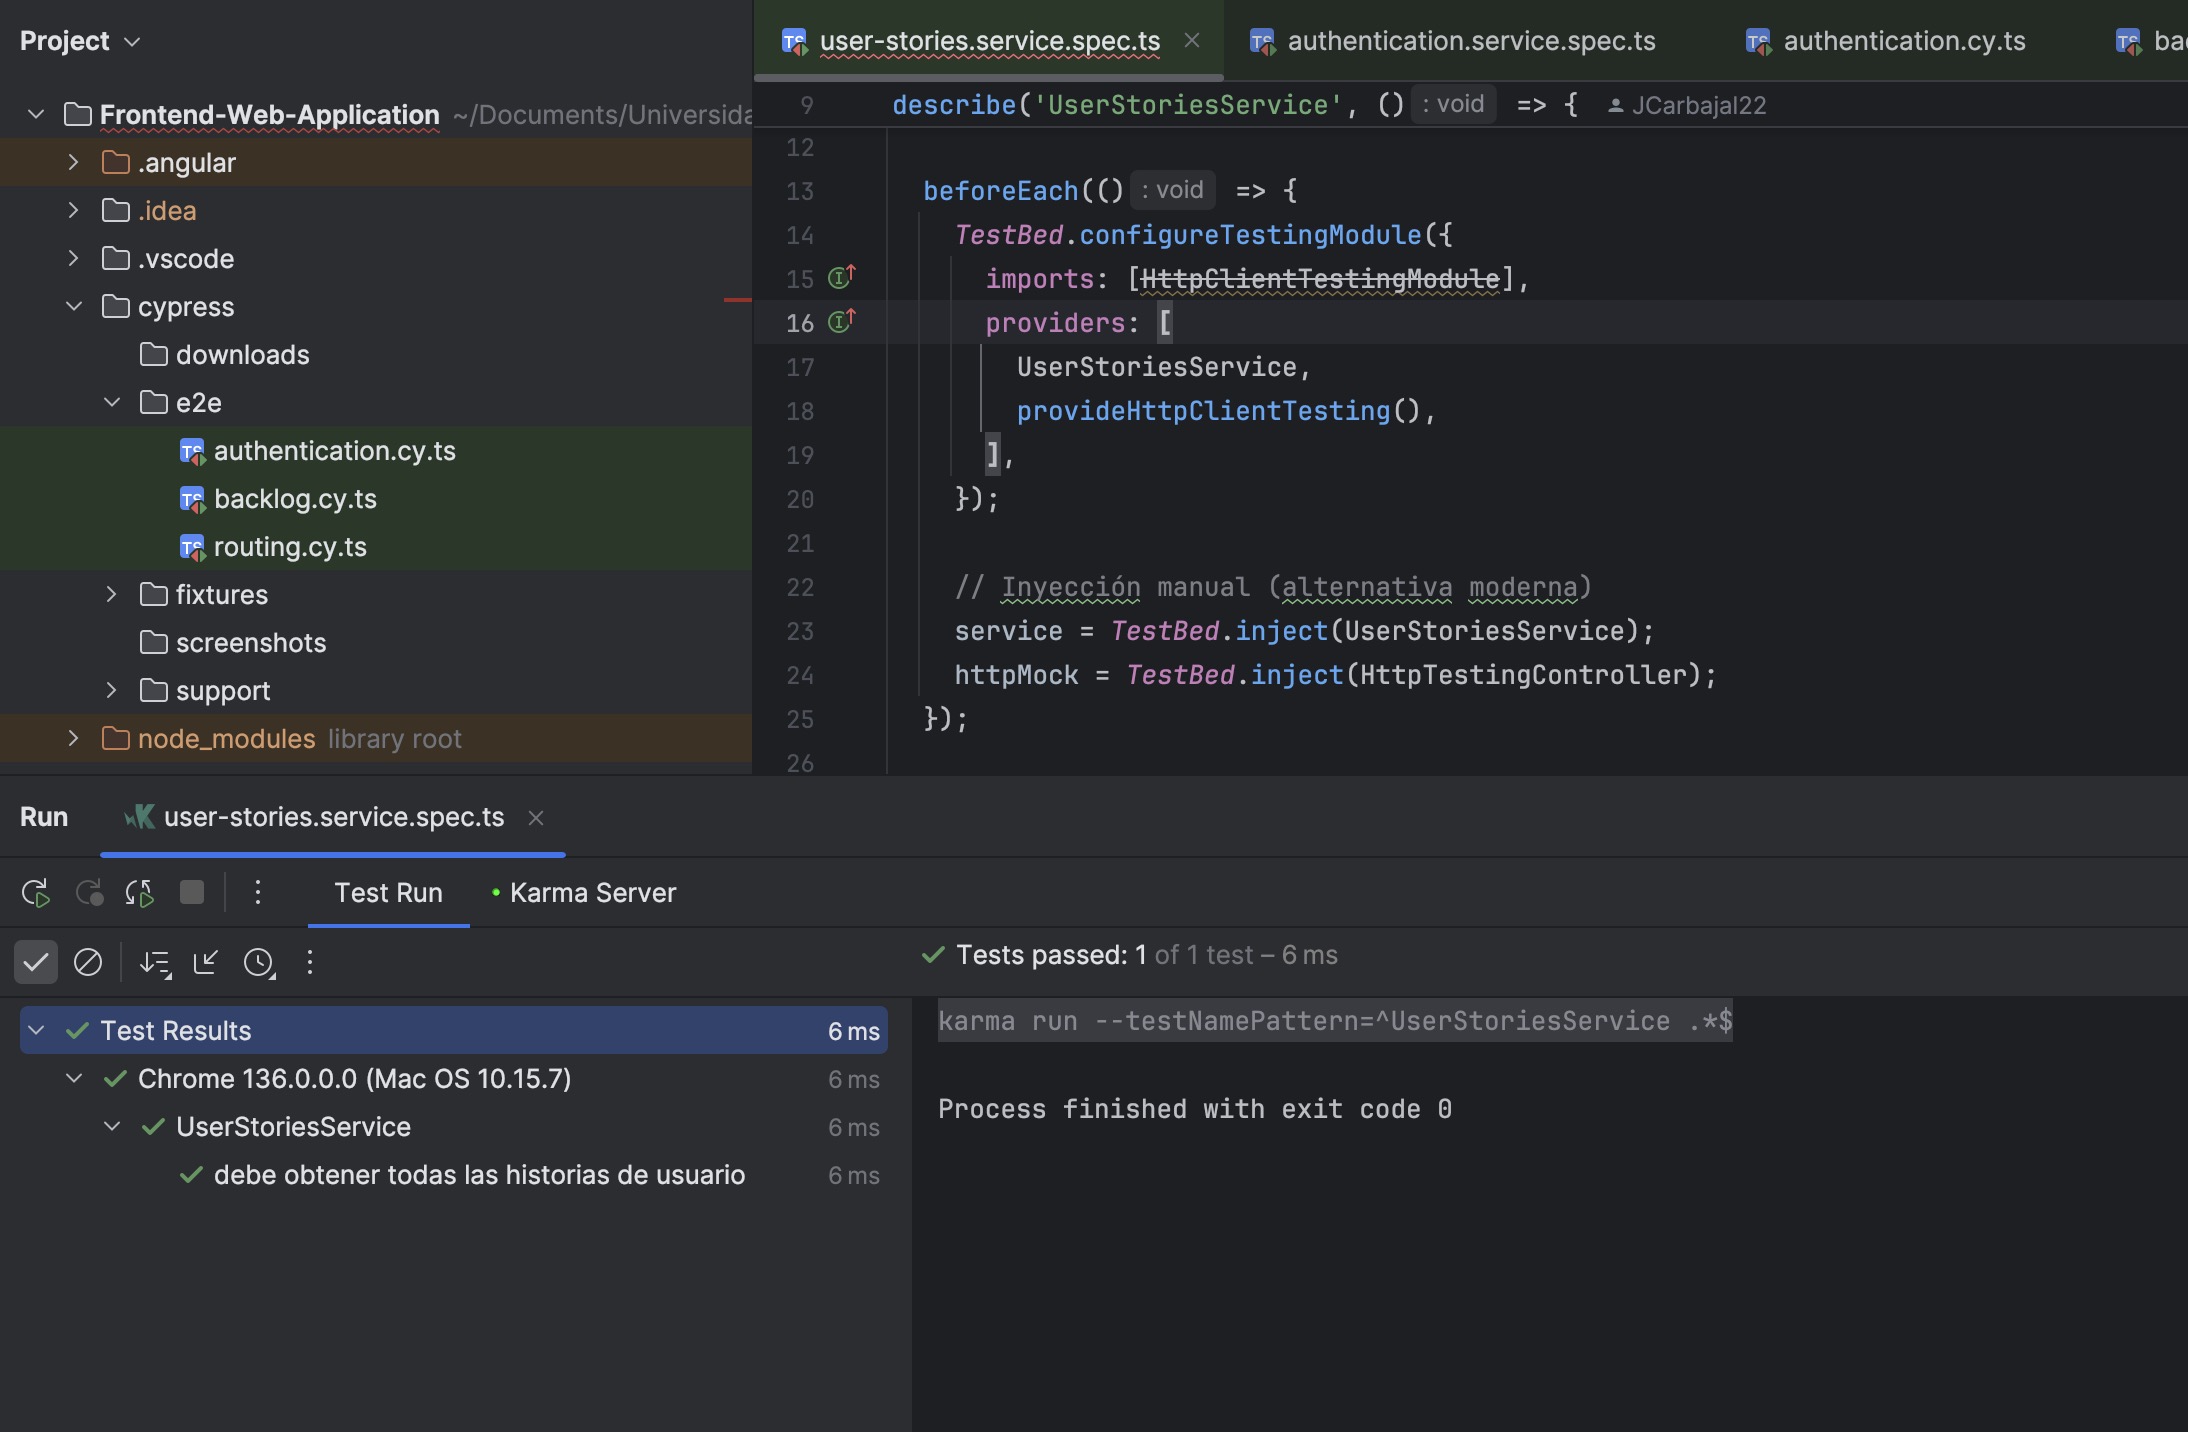 Project
Frontend-Web-Application ~/Documents/Universida
.angular
.idea
.vscode
cypress
downloads
e2e
authentication.cy.ts
backlog.cy.ts
routing.cy.ts
fixtures
screenshots
support
node_modules library root
user-stories.service.spec.ts
authentication.service.spec.ts
authentication.cy.ts
bac
9 describe('UserStoriesService', () : void => { JCarbajal22
12
13 beforeEach(() : void => {
14 TestBed.configureTestingModule({
15 imports: [HttpClientTestingModule],
16 providers: [
17 UserStoriesService,
18 provideHttpClientTesting(),
19 ],
20 });
21
22 // Inyección manual (alternativa moderna)
23 service = TestBed.inject(UserStoriesService);
24 httpMock = TestBed.inject(HttpTestingController);
25 });
26
Run user-stories.service.spec.ts
Test Run Karma Server
Tests passed: 1 of 1 test – 6 ms
Test Results 6 ms
Chrome 136.0.0.0 (Mac OS 10.15.7) 6 ms
UserStoriesService 6 ms
debe obtener todas las historias de usuario 6 ms
karma run --testNamePattern=^UserStoriesService .*$
Process finished with exit code 0